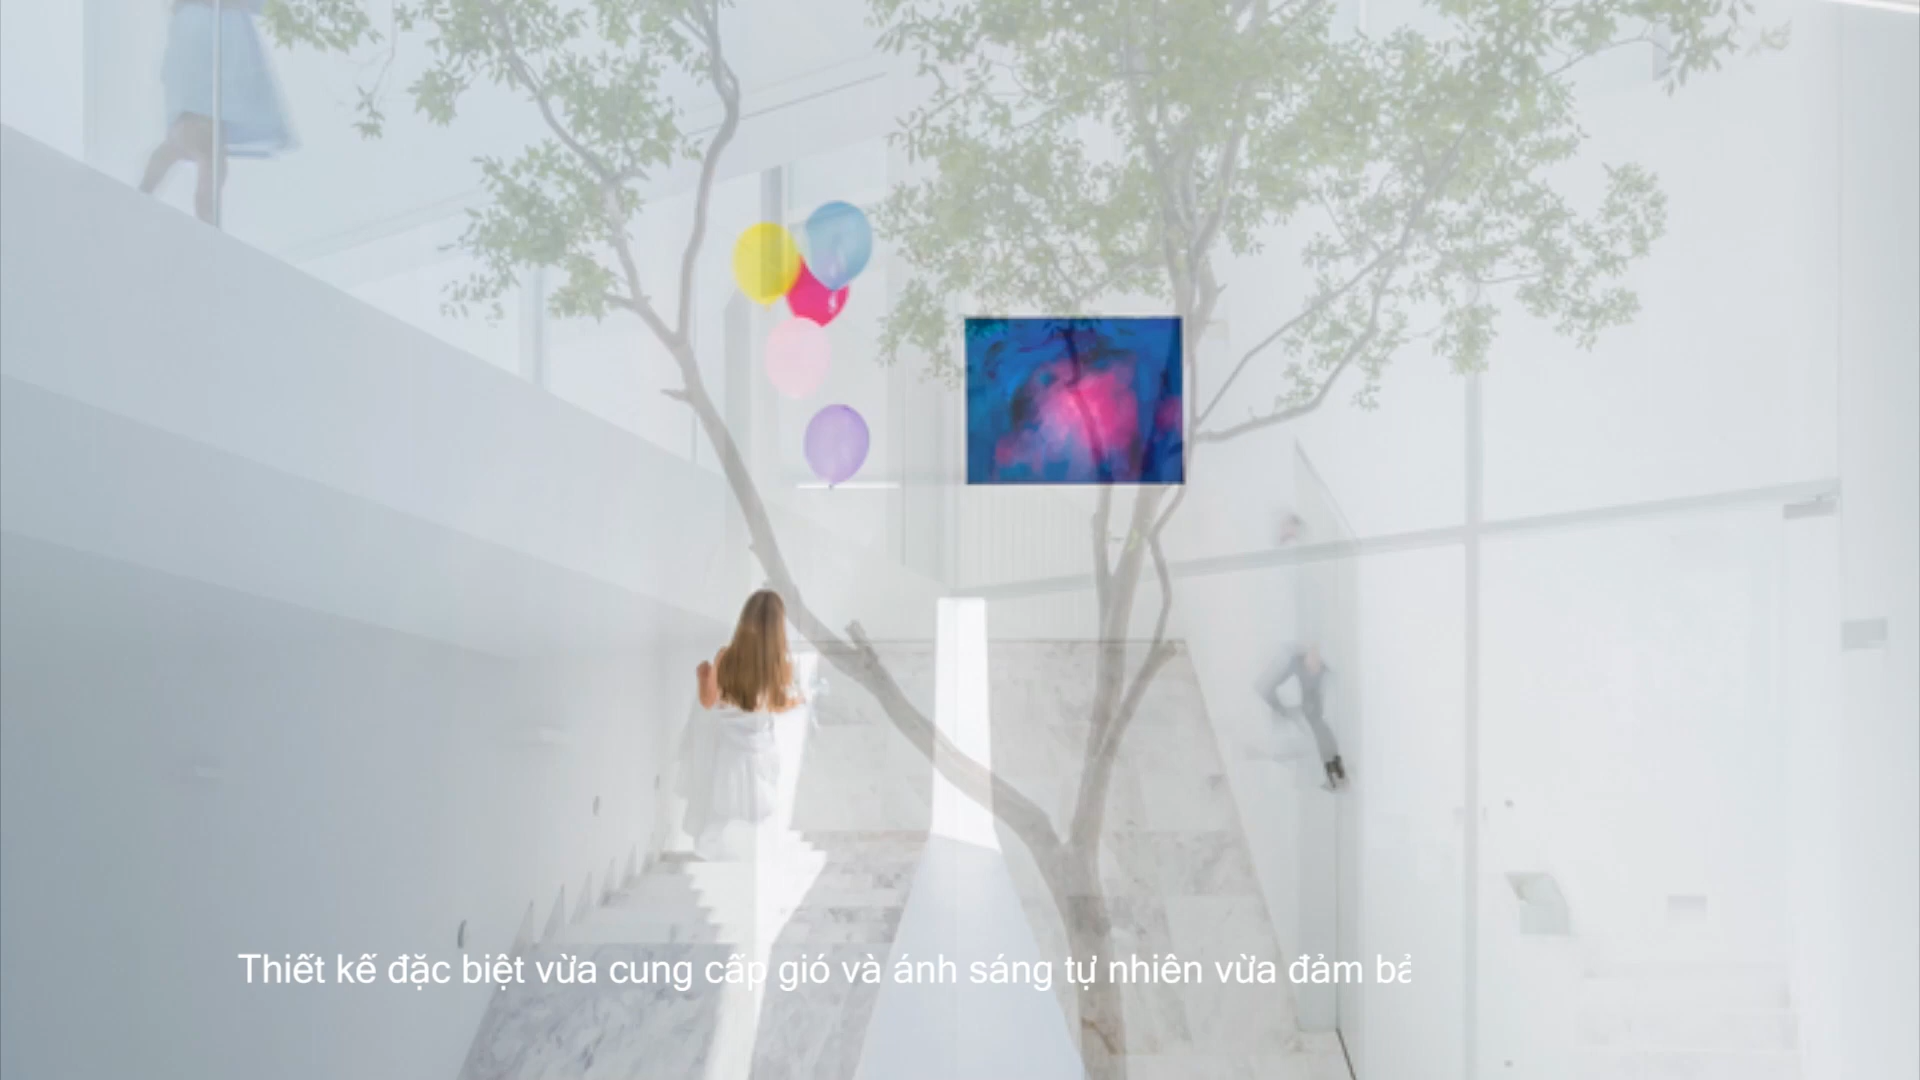 Thiết kế đặc biệt vừa cung cấp gió và ánh sáng tự nhiên vừa đảm